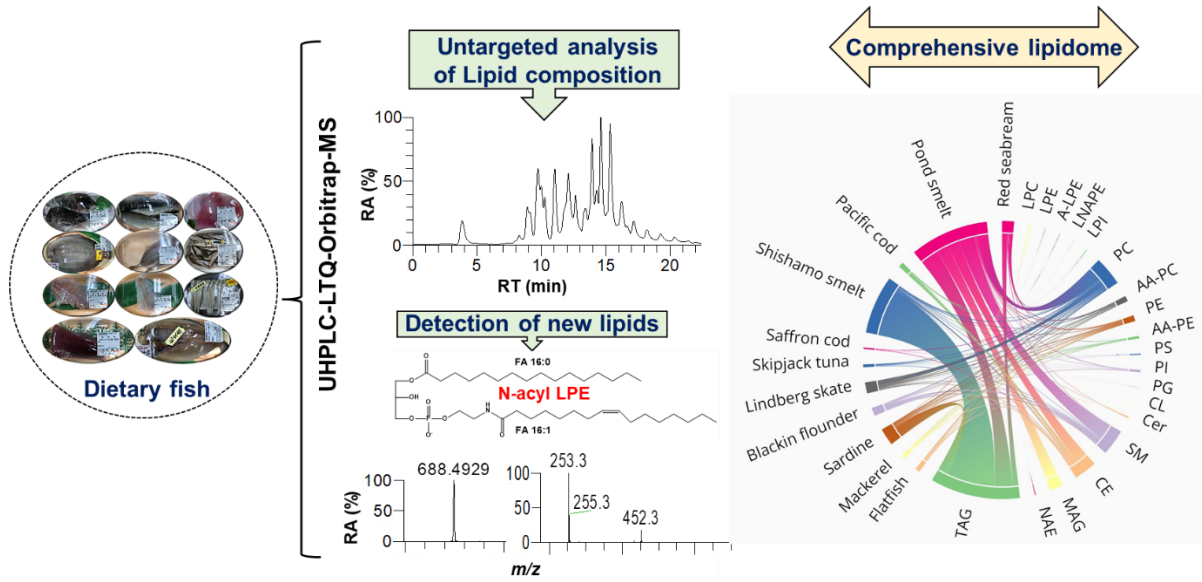 Dietary fish
UHPLC-LTQ-Orbitrap-MS
Untargeted analysis
of Lipid composition
RA (%)
100
50
0
0
5
10
15
20
RT (min)
Detection of new lipids
O
FA 16:0
O
OH
N-acyl LPE
O
O
P
O
O-
H
N
O
FA 16:1
RA (%)
100
50
0
688.4929
m/z
100
50
0
253.3
255.3
452.3
Comprehensive lipidome
Red seabream
LPC
LPE
A-LPE
LNAPE
LPI
PC
AA-PC
PE
AA-PE
PS
PI
PG
CL
Cer
SM
CE
MAG
NAE
TAG
Flatfish
Mackerel
Sardine
Blackin flounder
Lindberg skate
Skipjack tuna
Saffron cod
Shishamo smelt
Pacific cod
Pond smelt